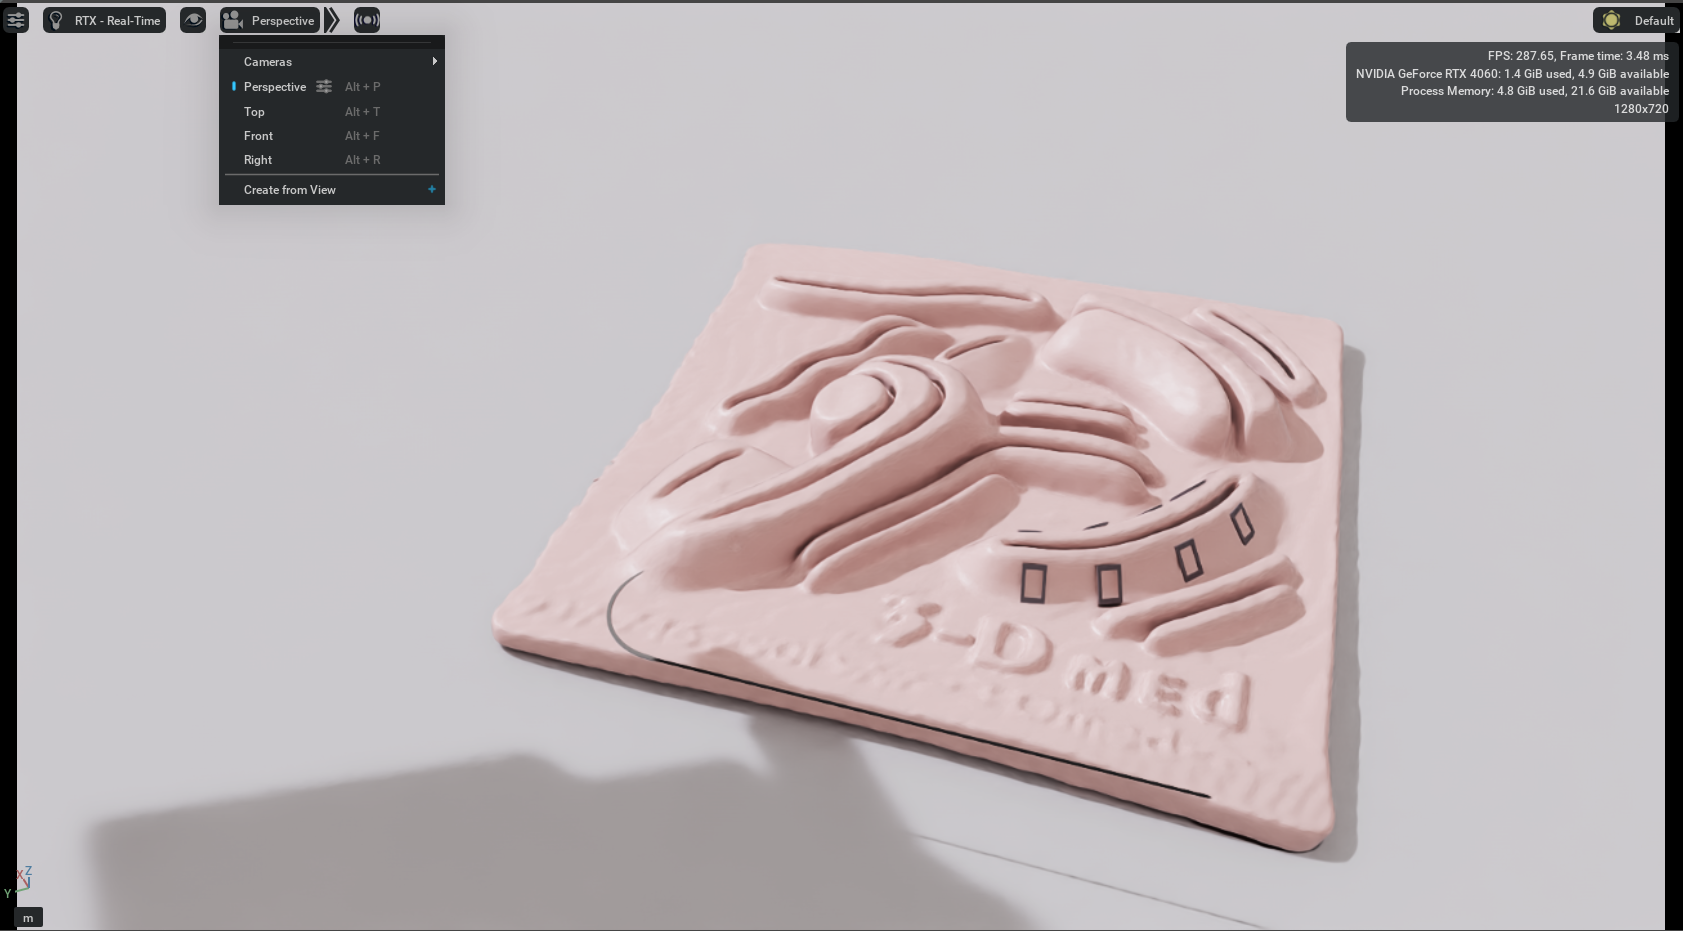 RTX - Real-Time
Perspective
Default
Cameras
Perspective Alt + P
Top Alt + T
Front Alt + F
Right Alt + R
Create from View +
FPS: 287.65, Frame time: 3.48 ms
NVIDIA GeForce RTX 4060: 1.4 GiB used, 4.9 GiB available
Process Memory: 4.8 GiB used, 21.6 GiB available
1280x720
3-D MEd
X Z
Y
m